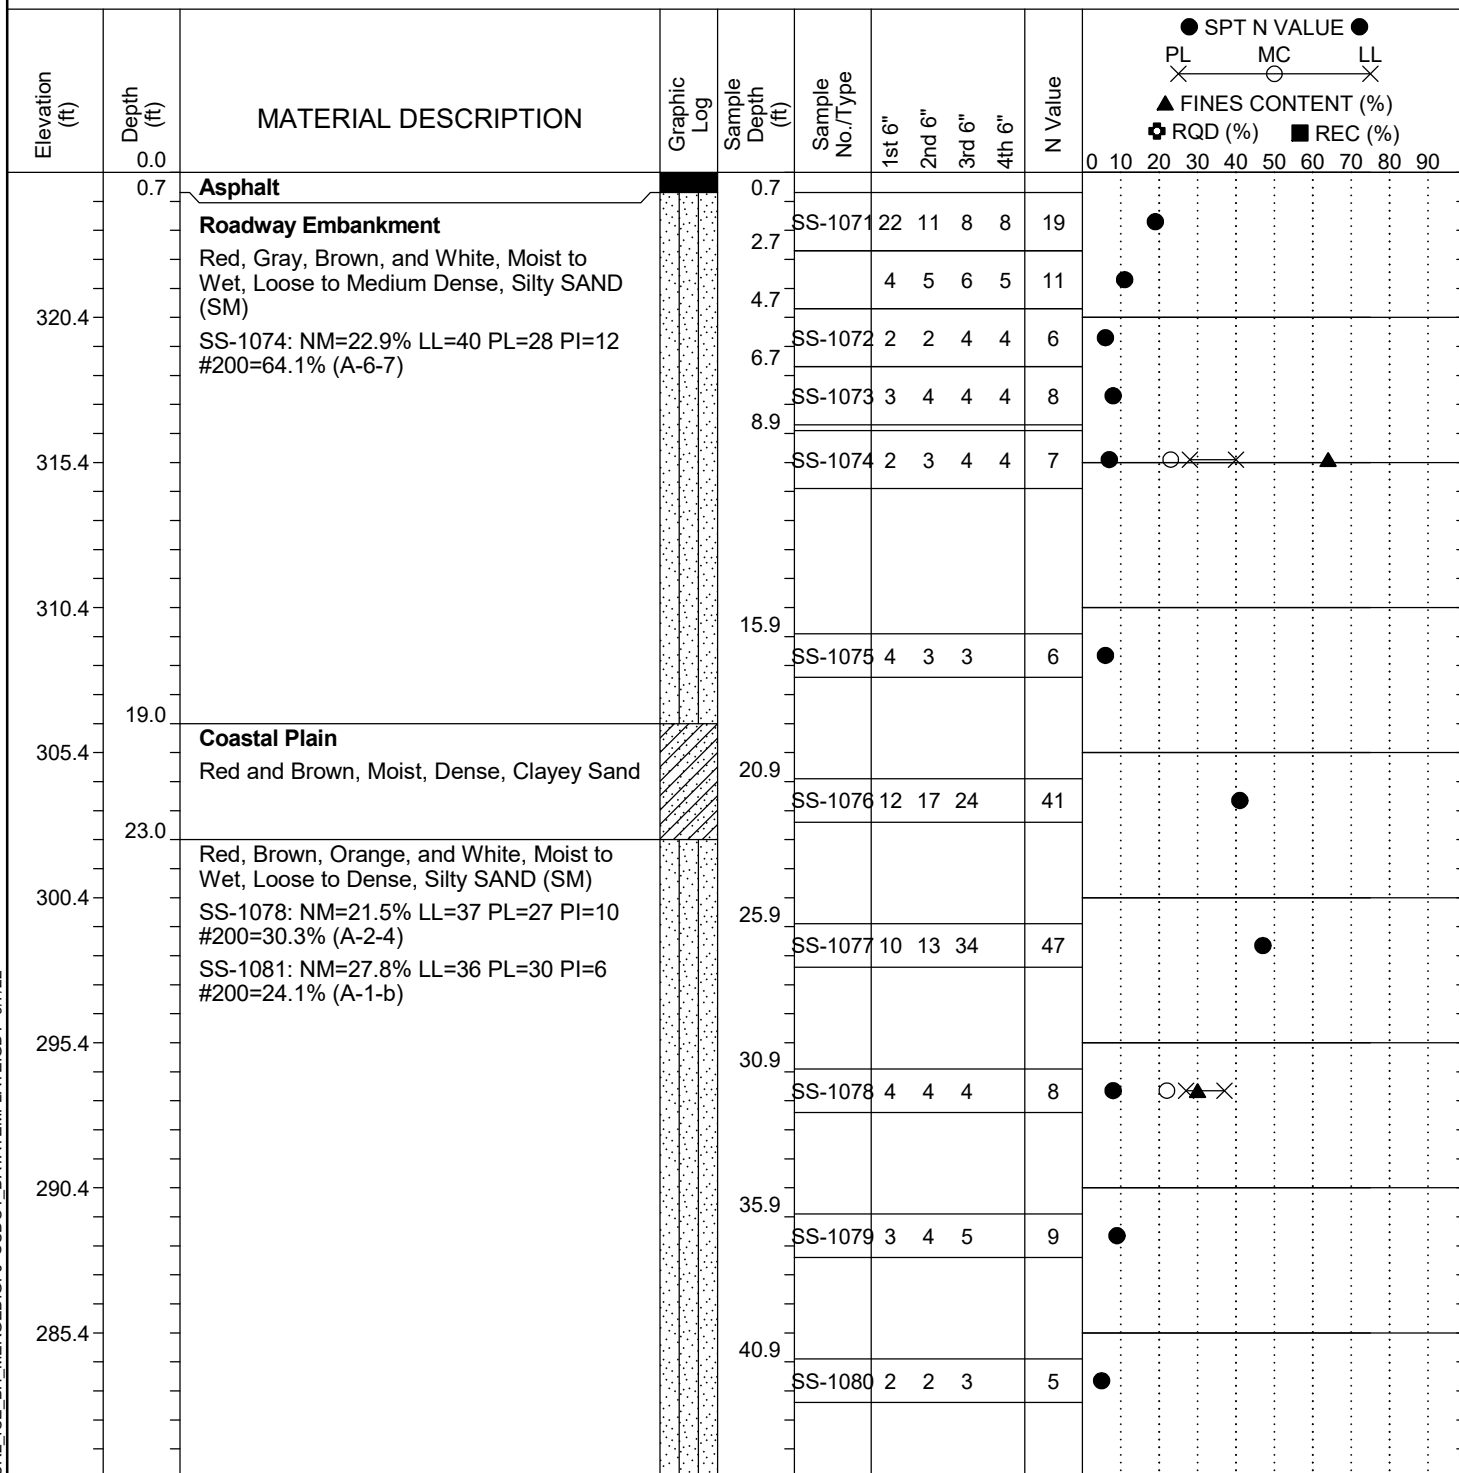 ● SPT N VALUE ●
PL MC LL
▲ FINES CONTENT (%)
RQD (%) ■ REC (%)
0 10 20 30 40 50 60 70 80 90
Elevation (ft)
Depth (ft)
MATERIAL DESCRIPTION
Graphic Log
Sample Depth (ft)
Sample No./Type
1st 6"
2nd 6"
3rd 6"
4th 6"
N Value
0.0
0.7 Asphalt 0.7
Roadway Embankment
SS-1071 22 11 8 8 19
2.7
Red, Gray, Brown, and White, Moist to
Wet, Loose to Medium Dense, Silty SAND
(SM)
4 5 6 5 11
4.7
320.4
SS-1074: NM=22.9% LL=40 PL=28 PI=12
#200=64.1% (A-6-7)
SS-1072 2 2 4 4 6
6.7
SS-1073 3 4 4 4 8
8.9
315.4 SS-1074 2 3 4 4 7
310.4
15.9
SS-1075 4 3 3 6
19.0
Coastal Plain
305.4
Red and Brown, Moist, Dense, Clayey Sand
20.9
SS-1076 12 17 24 41
23.0
Red, Brown, Orange, and White, Moist to
Wet, Loose to Dense, Silty SAND (SM)
300.4
SS-1078: NM=21.5% LL=37 PL=27 PI=10
#200=30.3% (A-2-4)
25.9
SS-1077 10 13 34 47
SS-1081: NM=27.8% LL=36 PL=30 PI=6
#200=24.1% (A-1-b)
295.4
30.9
SS-1078 4 4 4 8
290.4
35.9
SS-1079 3 4 5 9
285.4
40.9
SS-1080 2 2 3 5